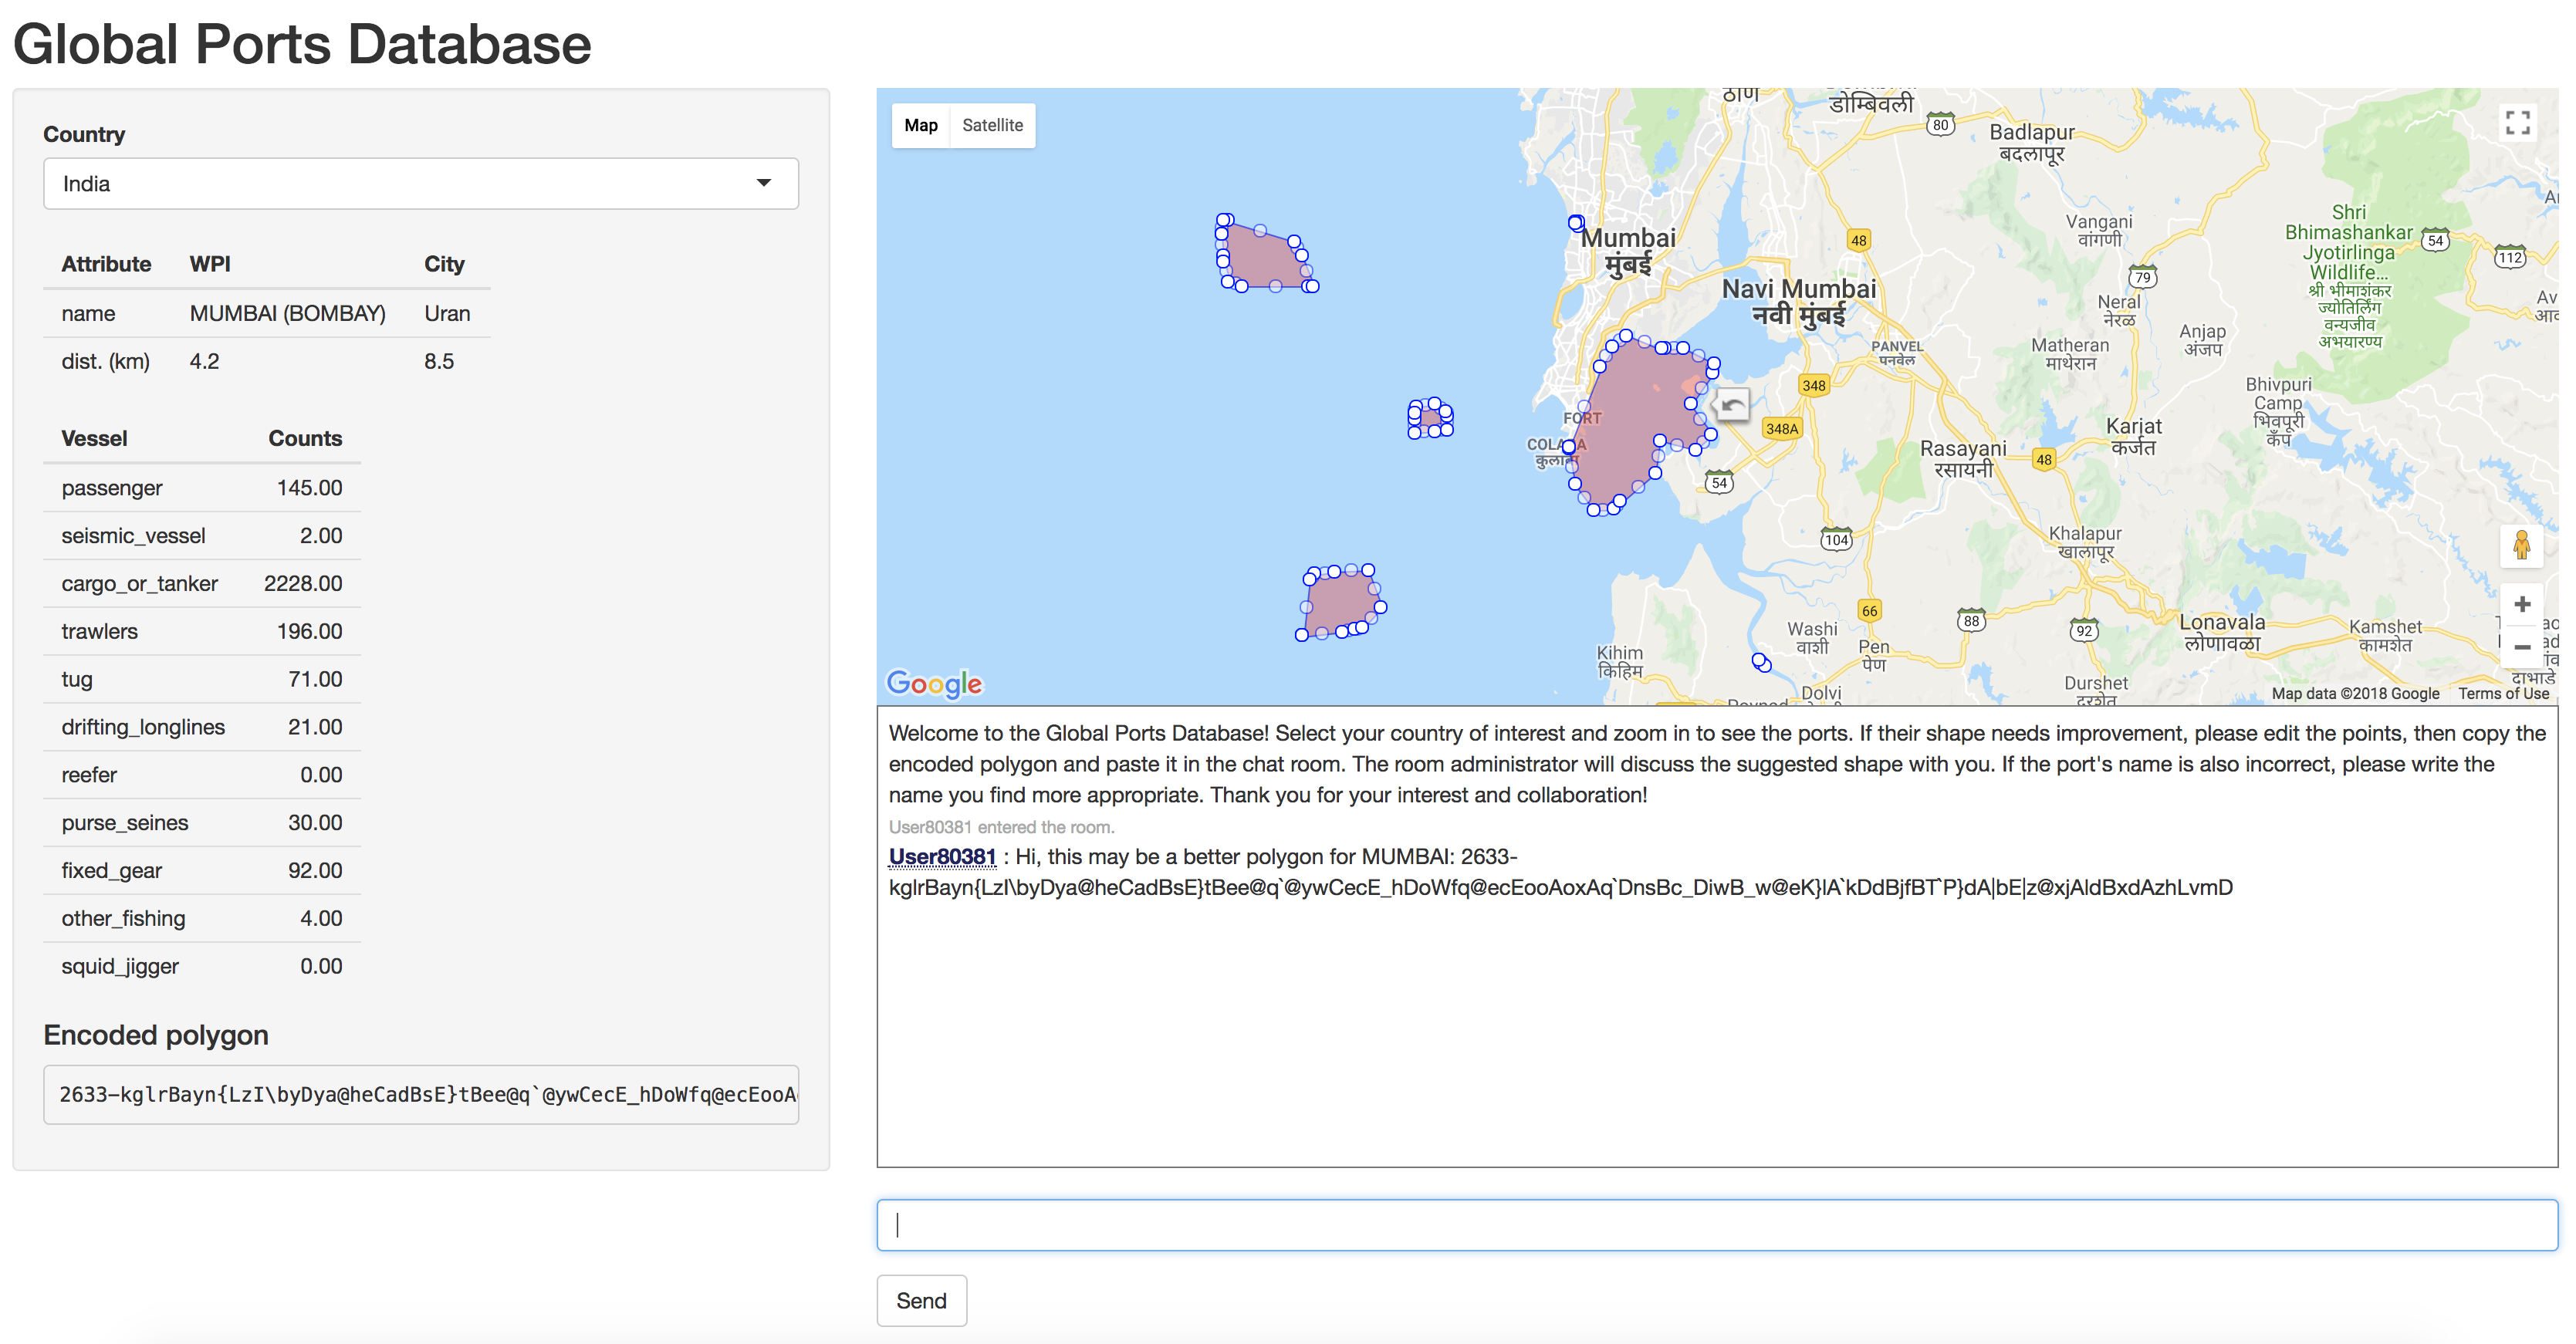 Global Ports Database
Country
India
Attribute WPI City
name MUMBAI (BOMBAY) Uran
dist. (km) 4.2 8.5
Vessel Counts
passenger 145.00
seismic_vessel 2.00
cargo_or_tanker 2228.00
trawlers 196.00
tug 71.00
drifting_longlines 21.00
reefer 0.00
purse_seines 30.00
fixed_gear 92.00
other_fishing 4.00
squid_jigger 0.00
Encoded polygon
2633-kglrBayn{LzI\byDya@heCadBsE}tBee@q`@ywCecE_hDoWfq@ecEooA
Map Satellite
ठाणे
डोम्बिवली
80
Badlapur
बदलापूर
Mumbai
मुंबई
Navi Mumbai
नवी मुंबई
48
Vangani
वांगणी
Shri
Bhimashankar
Jyotirlinga
Wildlife...
श्री भीमाशंकर
ज्योतिर्लिंग
वन्यजीव
अभयारण्य
54
112
79
Neral
नेरळ
Anjap
अंजप
Matheran
माथेरान
PANVEL
पनवेल
348
348A
Bhivpuri
Camp
भिवपुरी
कॅंप
Karjat
कर्जत
FORT
COLABA
कुलाबा
Rasayani
रसायनी
48
54
104
Khalapur
खालापूर
66
88
92
Washi
वाशी
Pen
पेण
Lonavala
लोणावळा
Kamshet
कामशेत
Kihim
किहिम
Dolvi
Durshet
दुरशेत
दाभाडे
Google
Map data ©2018 Google Terms of Use
Welcome to the Global Ports Database! Select your country of interest and zoom in to see the ports. If their shape needs improvement, please edit the points, then copy the
encoded polygon and paste it in the chat room. The room administrator will discuss the suggested shape with you. If the port's name is also incorrect, please write the
name you find more appropriate. Thank you for your interest and collaboration!
User80381 entered the room.
User80381 : Hi, this may be a better polygon for MUMBAI: 2633-
kglrBayn{LzI\byDya@heCadBsE}tBee@q`@ywCecE_hDoWfq@ecEooAoxAq`DnsBc_DiwB_w@eK}lA`kDdBjfBT`P}dA|bE|z@xjAldBxdAzhLvmD
Send